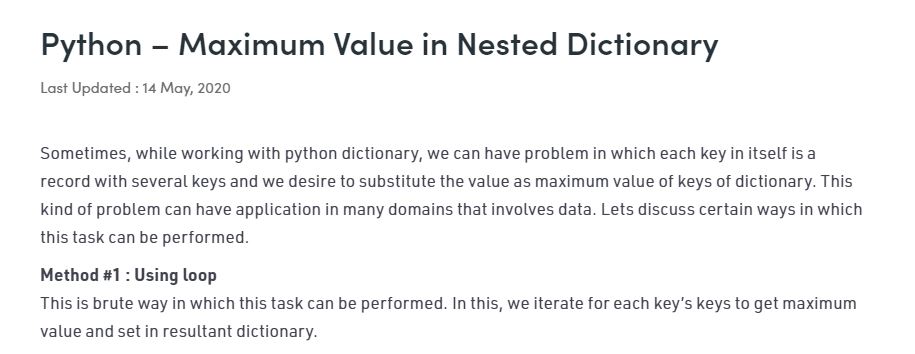 Python – Maximum Value in Nested Dictionary
Last Updated : 14 May, 2020
Sometimes, while working with python dictionary, we can have problem in which each key in itself is a
record with several keys and we desire to substitute the value as maximum value of keys of dictionary. This
kind of problem can have application in many domains that involves data. Lets discuss certain ways in which
this task can be performed.
Method #1 : Using loop
This is brute way in which this task can be performed. In this, we iterate for each key’s keys to get maximum
value and set in resultant dictionary.